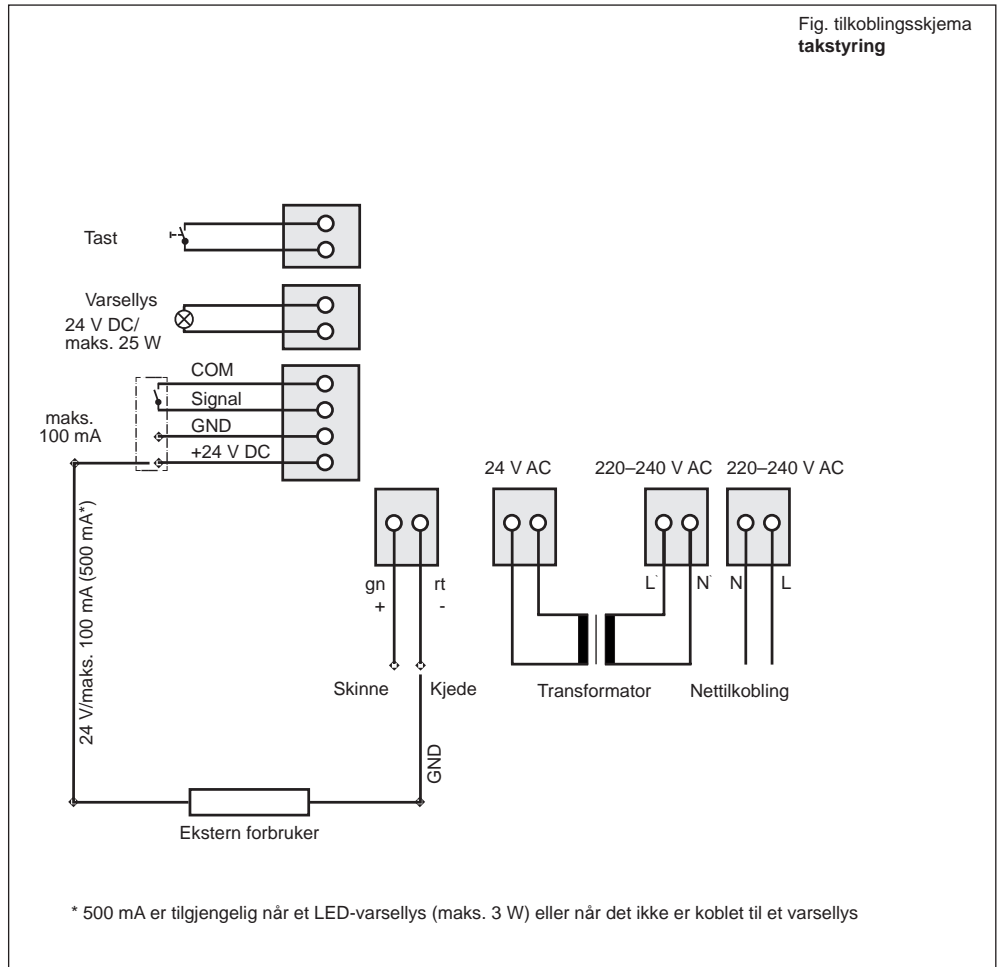 Fig. tilkoblingsskjema
takstyring
Tast
Varsellys
24 V DC/
maks. 25 W
COM
Signal
GND
+24 V DC
maks.
100 mA
24 V/maks. 100 mA (500 mA*)
24 V AC
220–240 V AC
220–240 V AC
gn
+
rt
-
L`
N`
N
L
Skinne
Kjede
Transformator
Nettilkobling
GND
Ekstern forbruker
* 500 mA er tilgjengelig når et LED-varsellys (maks. 3 W) eller når det ikke er koblet til et varsellys